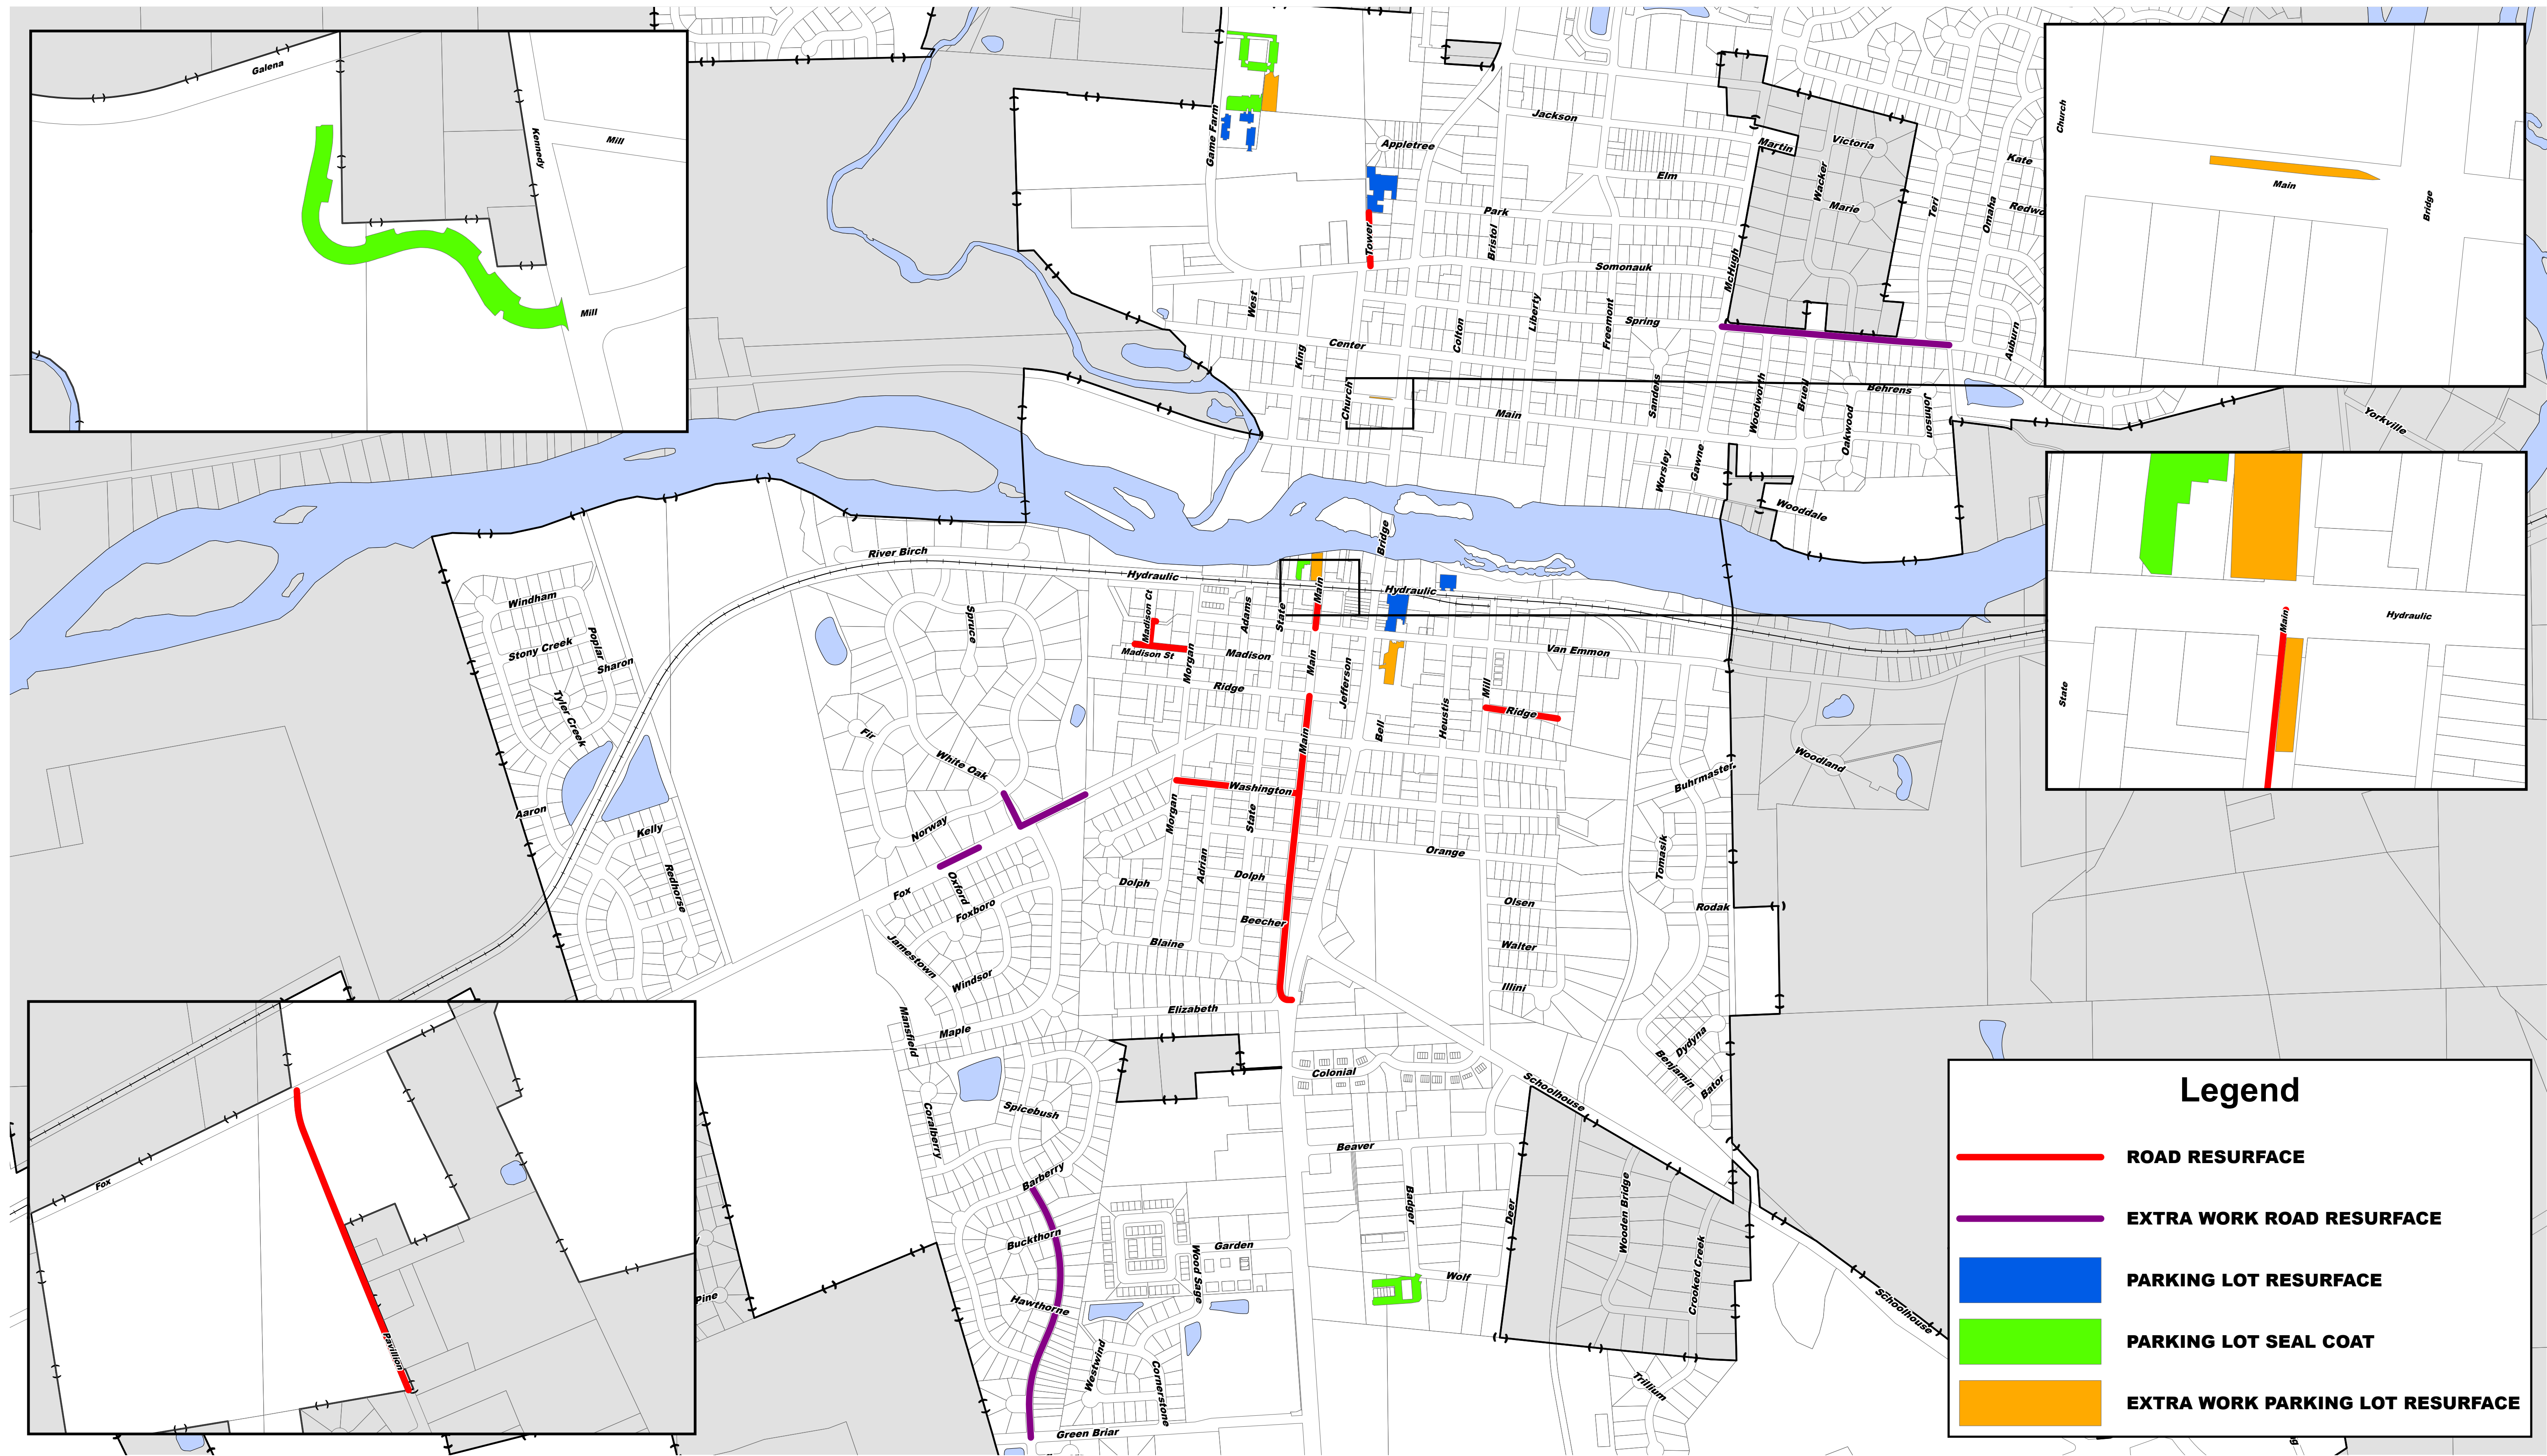 Galena
Kennedy
Mill
Mill
Game Farm
Appletree
Jackson
Elm
Martin
Victoria
Wacker
Marie
Kate
Teri
Omaha
Church
Main
Bridge
Tower
Park
Bristol
Somonauk
McHugh
West
Liberty
Freemont
Spring
Colton
Center
King
Auburn
Church
Main
Sanders
Woodworth
Bruell
Behrens
Oakwood
Johnson
Yorkville
Worsley
Gawne
Wooddale
Bridge
River Birch
Hydraulic
Hydraulic
Windham
Poplar
Stony Creek
Sharon
Tyler Creek
Spruce
Madison Ct
Adams
State
Main
Madison St
Morgan
Madison
Main
Jefferson
Van Emmon
Ridge
Mill
Ridge
Bell
Heustis
Hydraulic
Main
State
Fir
White Oak
Main
Woodland
Buhrmaster
Aaron
Kelly
Redhorse
Norway
Washington
Morgan
State
Orange
Tomasik
Fox
Oxford
Foxboro
Dolph
Adrian
Dolph
Olsen
Rodak
Beecher
Jamestown
Windsor
Blaine
Walter
Illini
Mansfield
Maple
Elizabeth
Dydyna
Benjamin
Bator
Colonial
Schoolhouse
Spicebush
Coralberry
Beaver
Barberry
Badger
Deer
Wooden Bridge
Crooked Creek
Buckthorn
Wood Sage
Garden
Wolf
Hawthorne
Pine
Westwind
Cornerstone
Green Briar
Trillium
Schoolhouse
Fox
Pavillion
Legend
ROAD RESURFACE
EXTRA WORK ROAD RESURFACE
PARKING LOT RESURFACE
PARKING LOT SEAL COAT
EXTRA WORK PARKING LOT RESURFACE